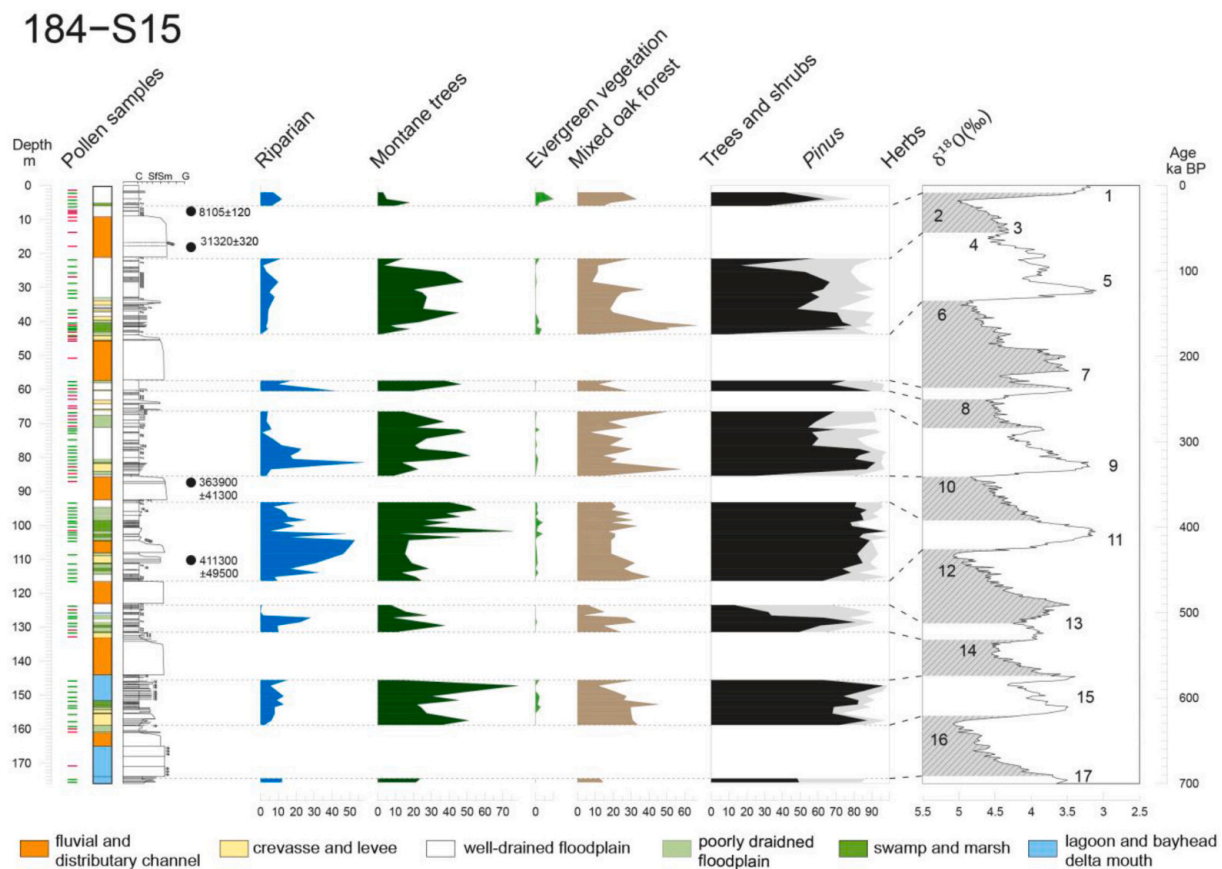 184–S15
Pollen samples
Riparian
Montane trees
Evergreen vegetation
Mixed oak forest
Trees and shrubs
Pinus
Herbs
δ18O(‰)
Depth
m
Age
ka BP
C SfSm G
0
10
20
30
40
50
60
70
80
90
100
110
120
130
140
150
160
170
8105±120
31320±320
363900
±41300
411300
±49500
1
2
3
4
5
6
7
8
9
10
11
12
13
14
15
16
17
0
100
200
300
400
500
600
700
0 10 20 30 40 50
0 10 20 30 40 50 60 70
0 10
0 10 20 30 40 50 60
0 10 20 30 40 50 60 70 80 90 100
5.5 5 4.5 4 3.5 3 2.5
fluvial and
distributary channel
crevasse and levee
well-drained floodplain
poorly draidned
floodplain
swamp and marsh
lagoon and bayhead
delta mouth